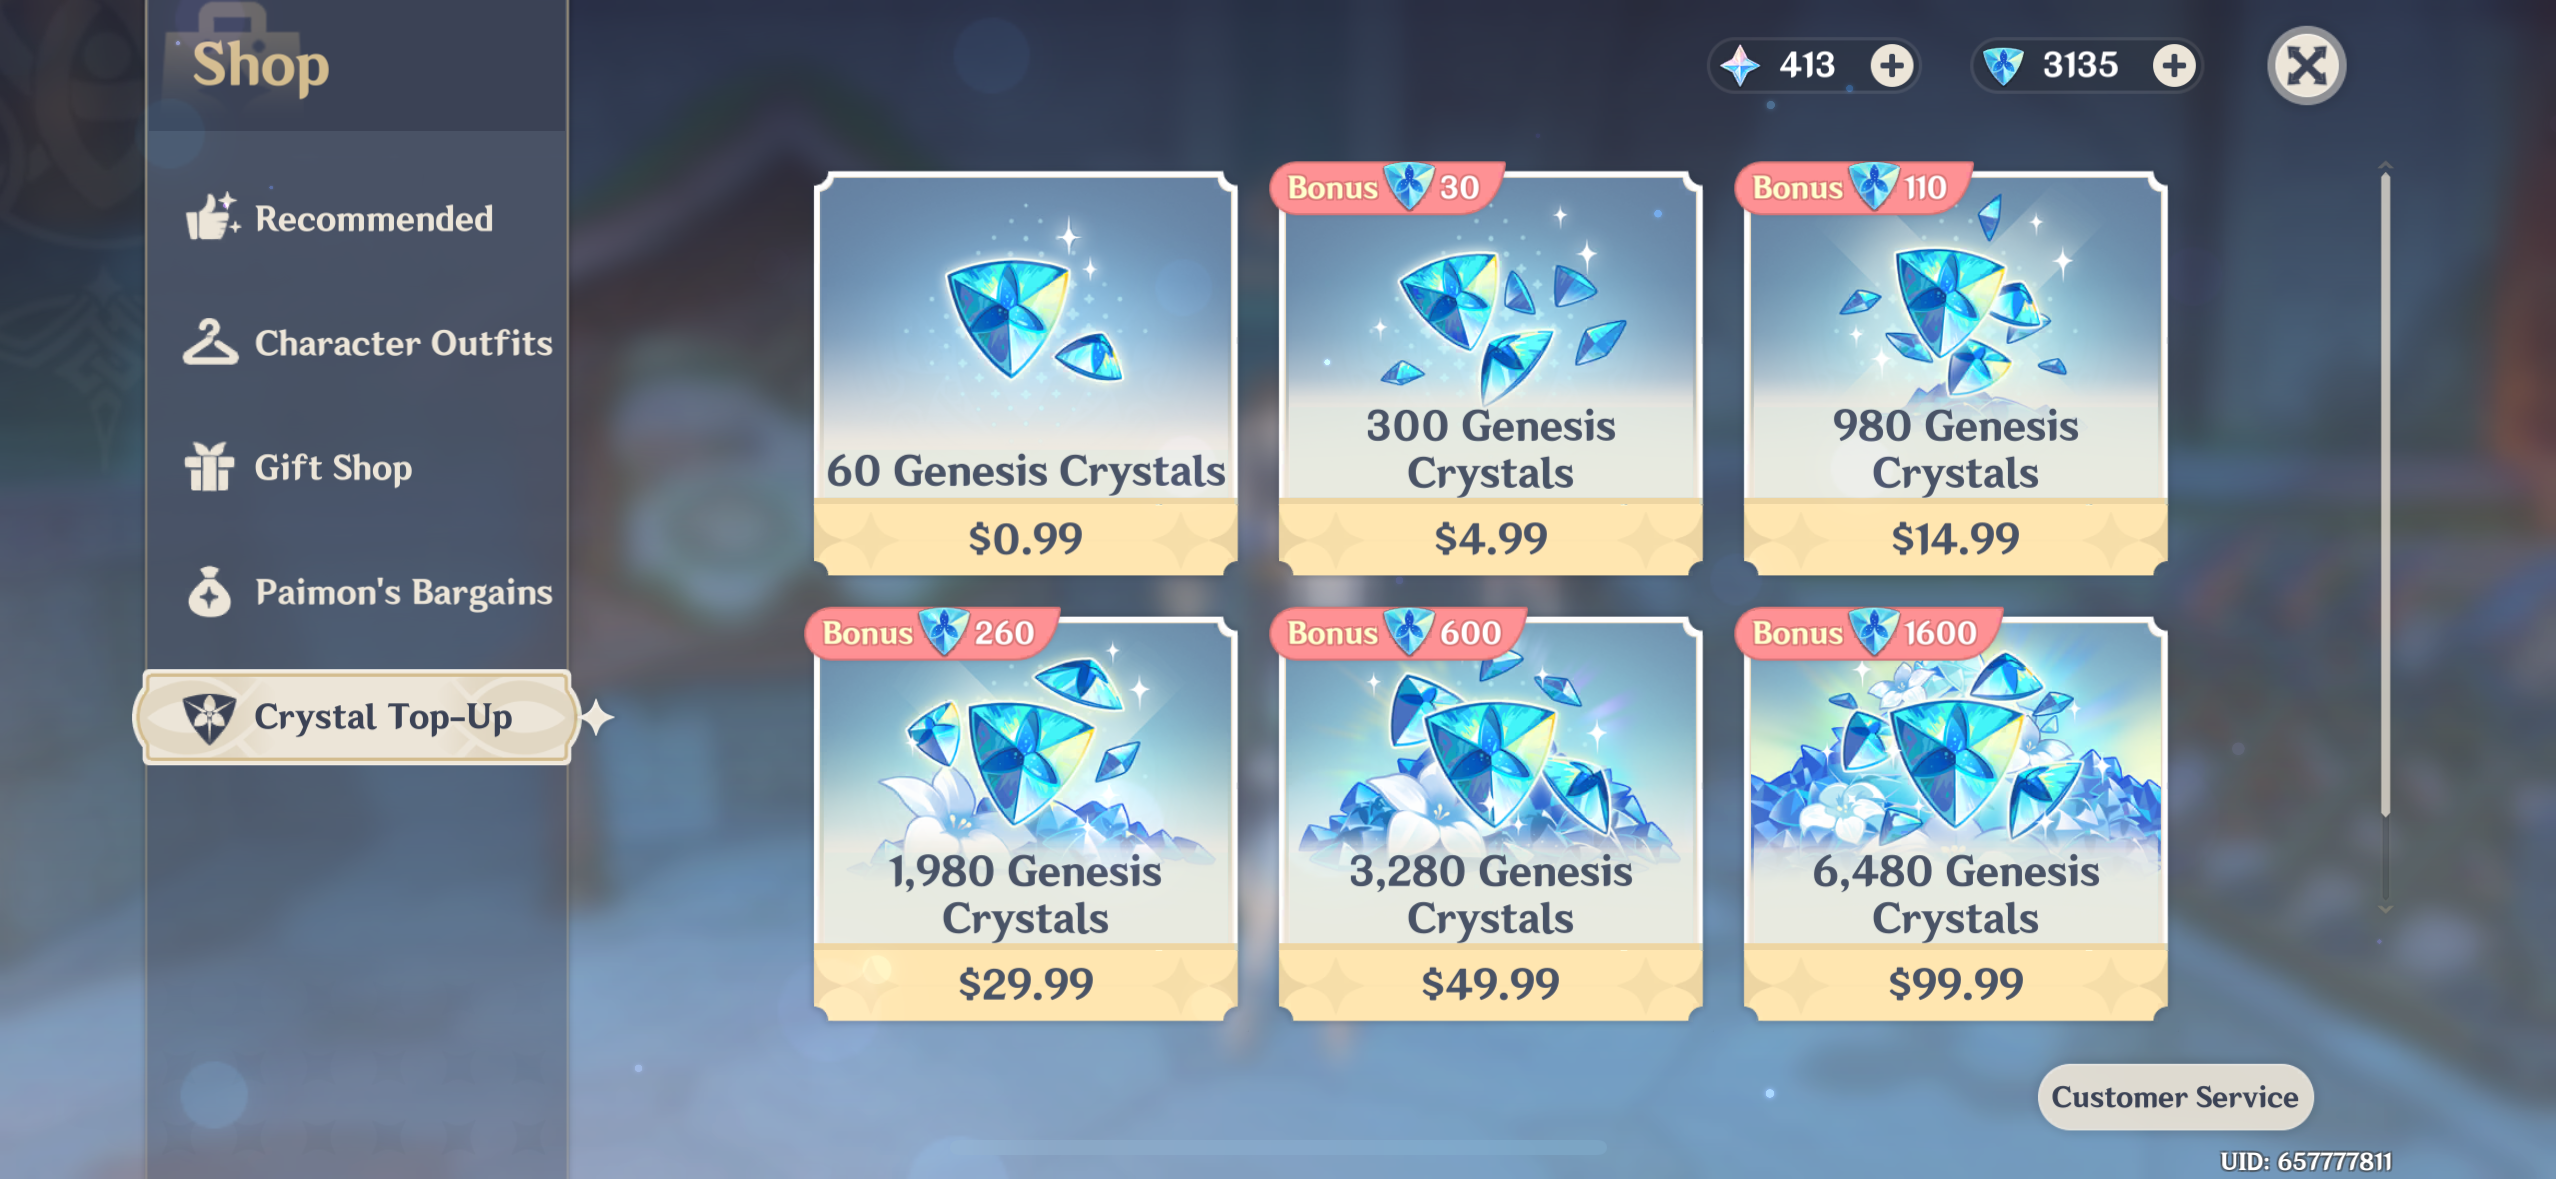 Shop
413
3135
Recommended
Character Outfits
Gift Shop
Paimon's Bargains
Crystal Top-Up
60 Genesis Crystals
$0.99
Bonus 30
300 Genesis
Crystals
$4.99
Bonus 110
980 Genesis
Crystals
$14.99
Bonus 260
1,980 Genesis
Crystals
$29.99
Bonus 600
3,280 Genesis
Crystals
$49.99
Bonus 1600
6,480 Genesis
Crystals
$99.99
Customer Service
UID: 657777811